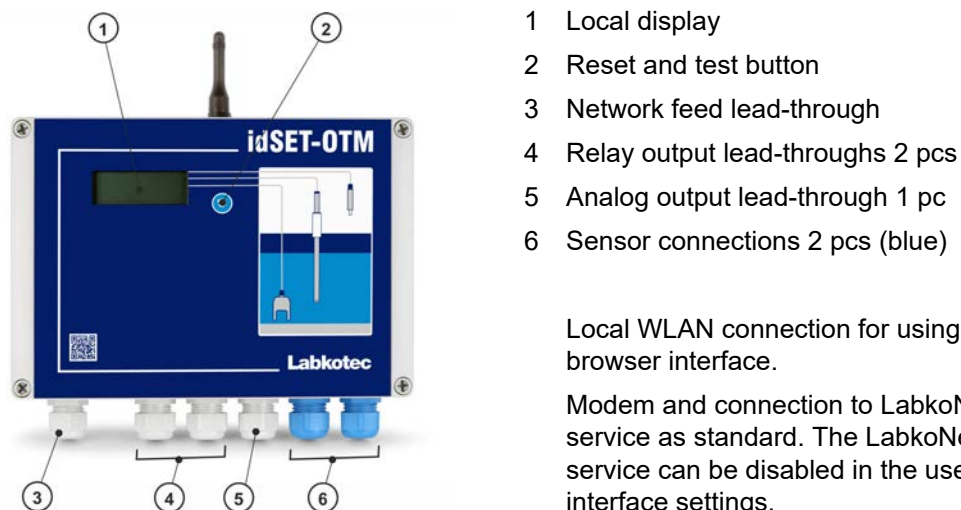 1 Local display
2 Reset and test button
3 Network feed lead-through
4 Relay output lead-throughs 2 pcs
5 Analog output lead-through 1 pc
6 Sensor connections 2 pcs (blue)
Local WLAN connection for using
browser interface.
Modem and connection to LabkoN
service as standard. The LabkoNe
service can be disabled in the use
interface settings.
1
2
idSET-OTM
Labkotec
3
4
5
6